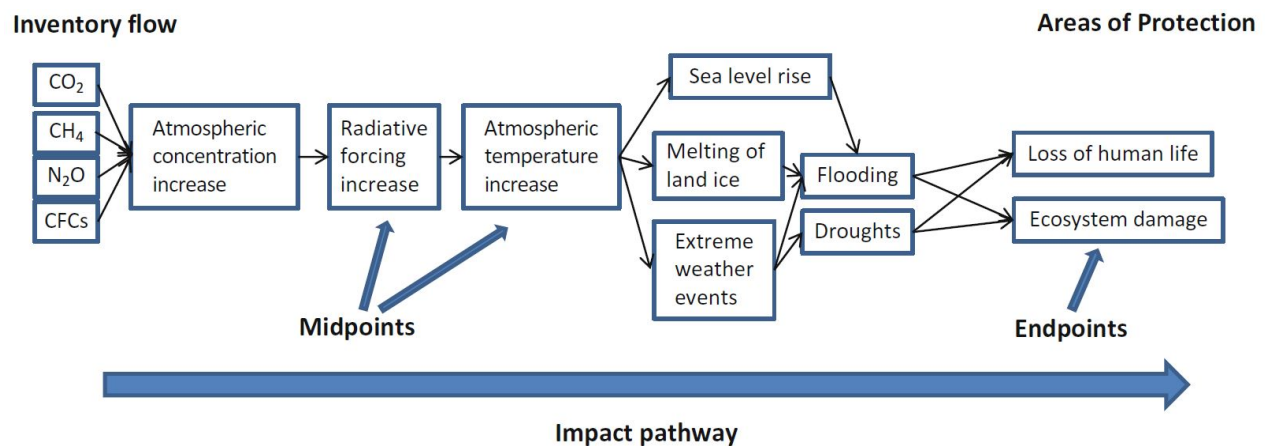 Inventory flow
Areas of Protection
CO₂
CH₄
N₂O
CFCs
Atmospheric
concentration
increase
Radiative
forcing
increase
Atmospheric
temperature
increase
Sea level rise
Melting of
land ice
Extreme
weather
events
Flooding
Droughts
Loss of human life
Ecosystem damage
Midpoints
Endpoints
Impact pathway